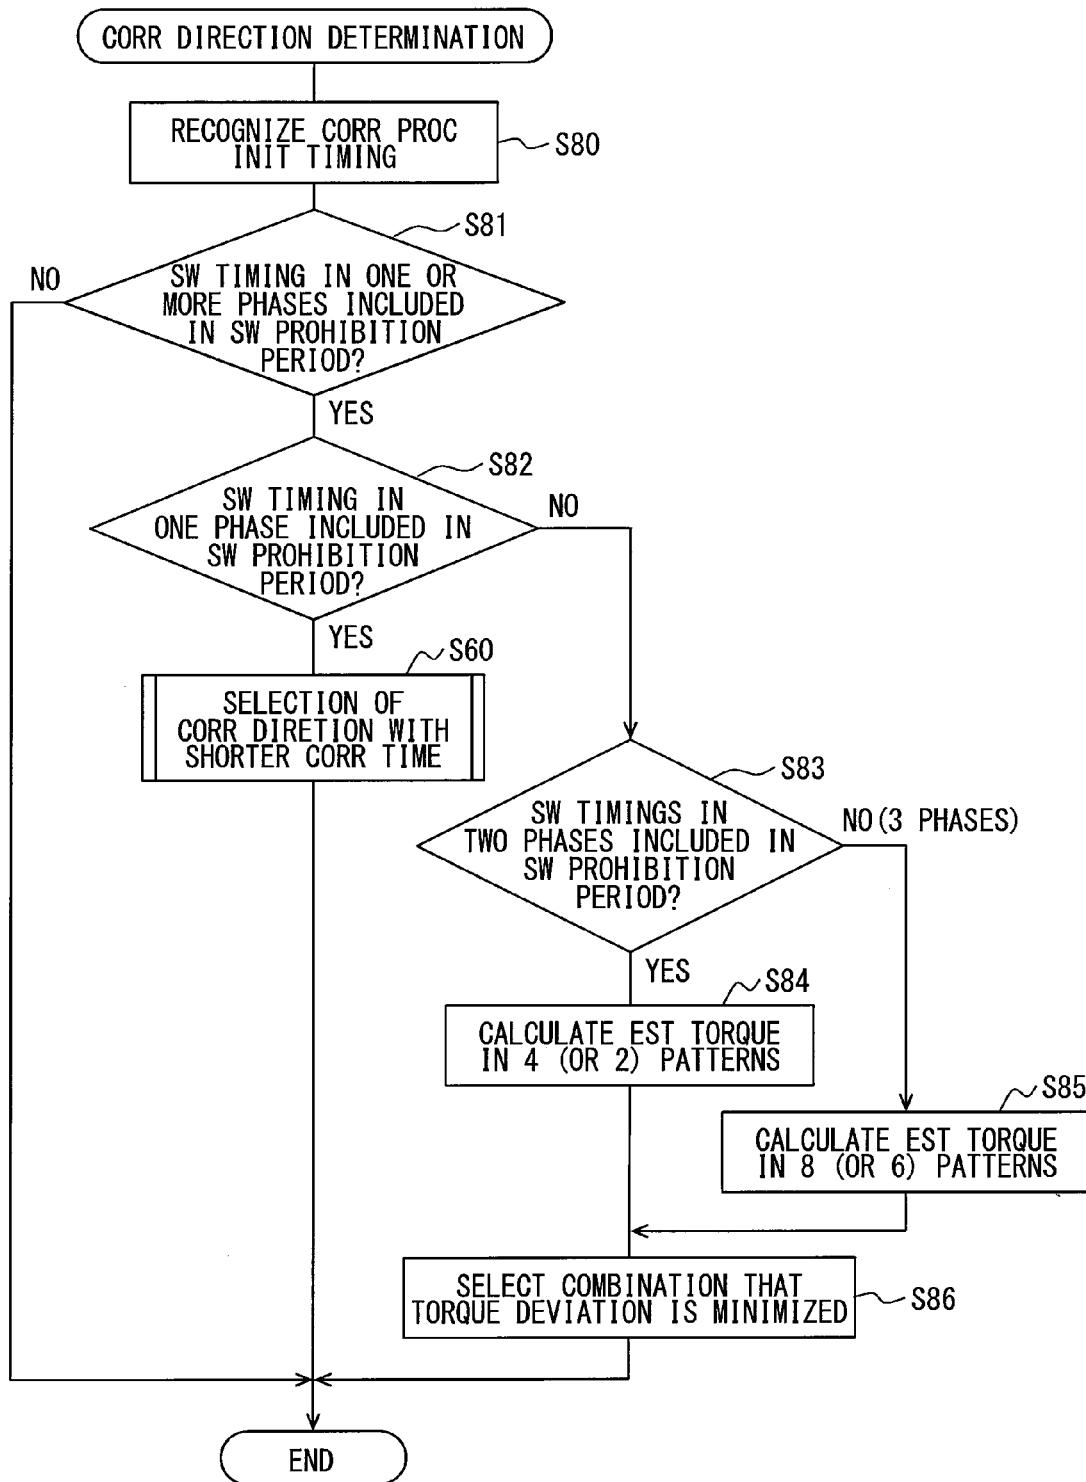 CORR DIRECTION DETERMINATION
RECOGNIZE CORR PROC
INIT TIMING
S80
S81
NO
SW TIMING IN ONE OR
MORE PHASES INCLUDED
IN SW PROHIBITION
PERIOD?
YES
S82
SW TIMING IN
ONE PHASE INCLUDED IN
SW PROHIBITION
PERIOD?
NO
YES
S60
SELECTION OF
CORR DIRETION WITH
SHORTER CORR TIME
S83
SW TIMINGS IN
TWO PHASES INCLUDED IN
SW PROHIBITION
PERIOD?
NO(3 PHASES)
YES
S84
CALCULATE EST TORQUE
IN 4 (OR 2) PATTERNS
S85
CALCULATE EST TORQUE
IN 8 (OR 6) PATTERNS
SELECT COMBINATION THAT
TORQUE DEVIATION IS MINIMIZED
S86
END